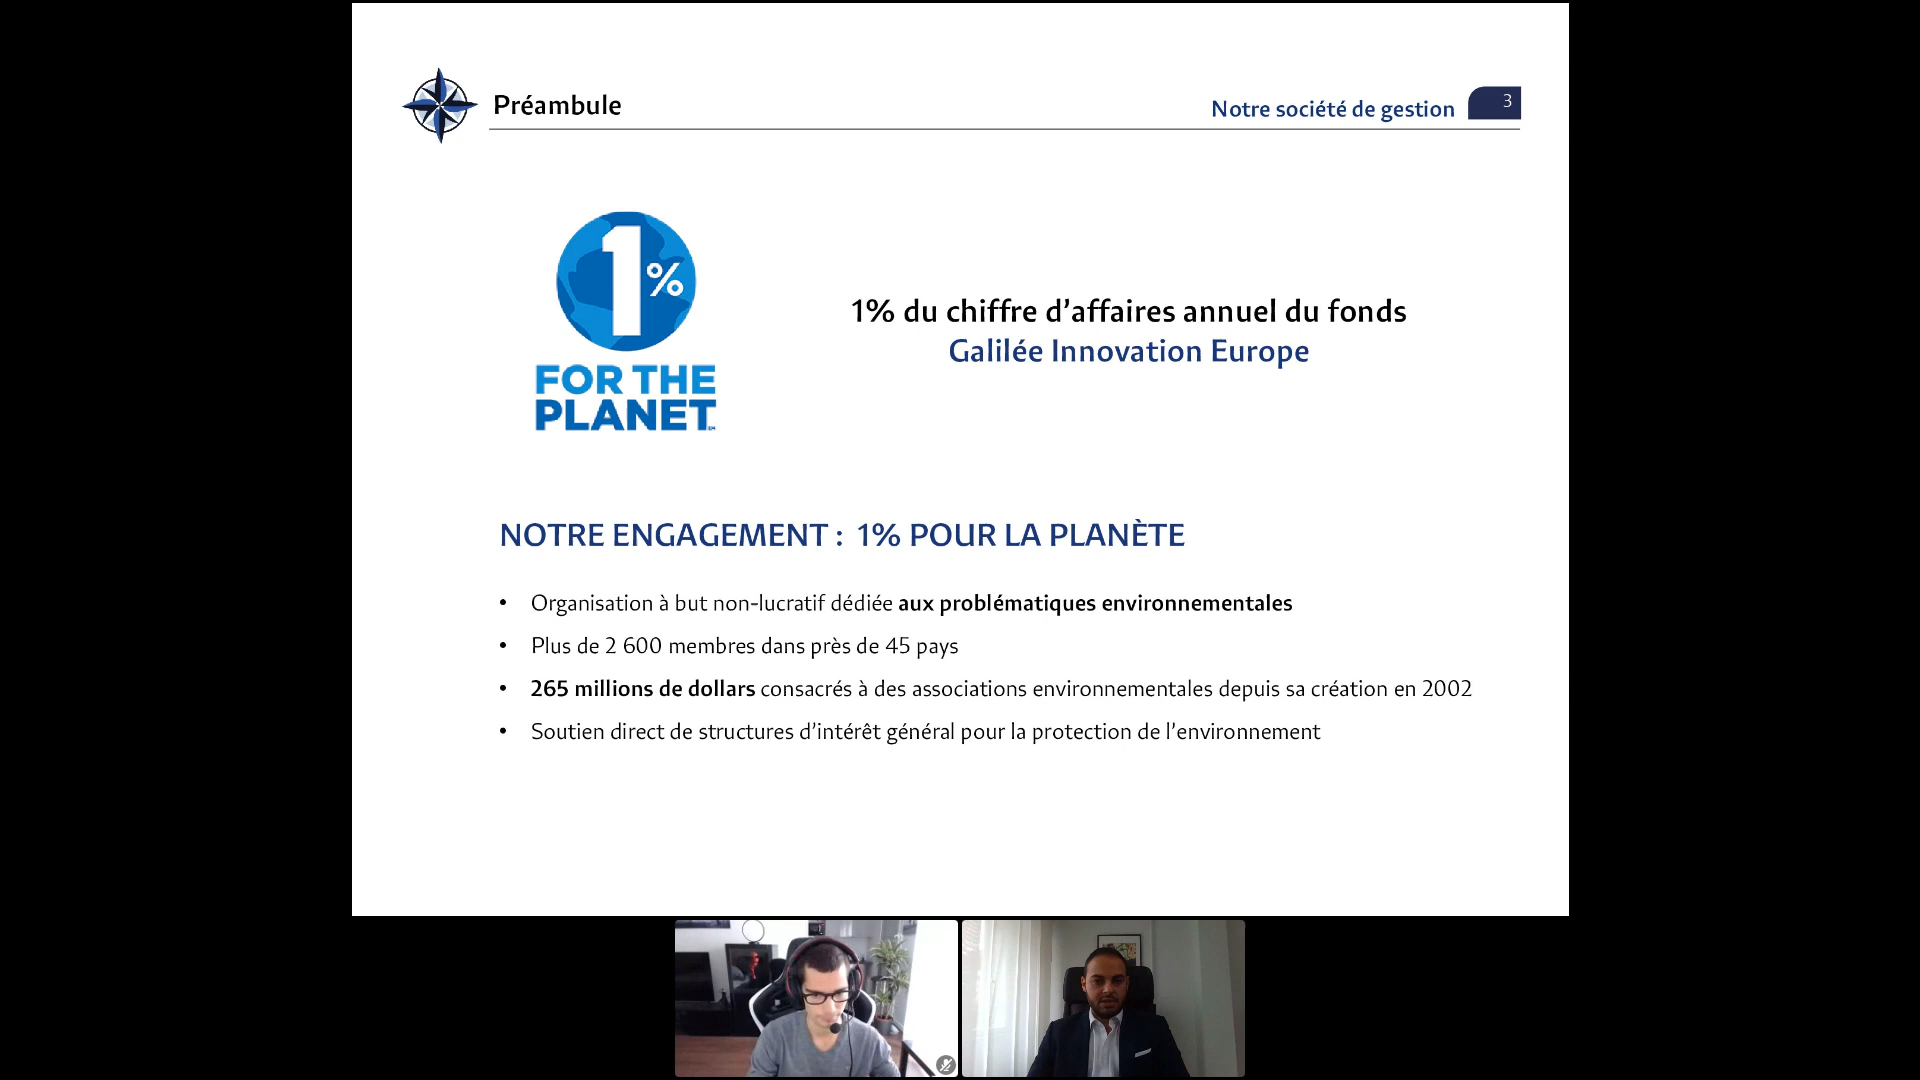 Préambule
Notre société de gestion
3
1%
FOR THE
PLANET
1% du chiffre d’affaires annuel du fonds
Galilée Innovation Europe
NOTRE ENGAGEMENT : 1% POUR LA PLANÈTE
• Organisation à but non-lucratif dédiée aux problématiques environnementales
• Plus de 2 600 membres dans près de 45 pays
• 265 millions de dollars consacrés à des associations environnementales depuis sa création en 2002
• Soutien direct de structures d’intérêt général pour la protection de l’environnement